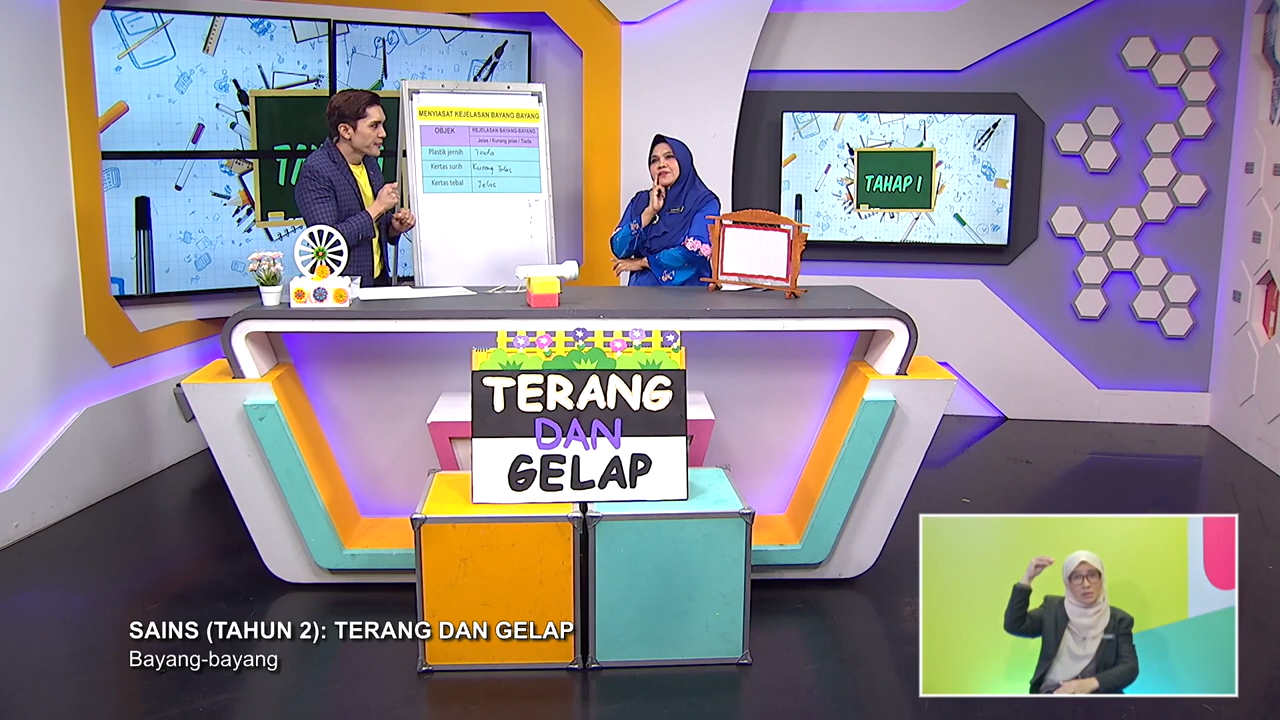 MENYIASAT KEJELASAN BAYANG-BAYANG
OBJEK
KEJELASAN BAYANG-BAYANG
Jelas / Kurang jelas / Tiada
Plastik jernih
Tiada
Kertas surih
Kurang jelas
Kertas tebal
Jelas
TAHAP 1
TERANG
DAN
GELAP
SAINS (TAHUN 2): TERANG DAN GELAP
Bayang-bayang